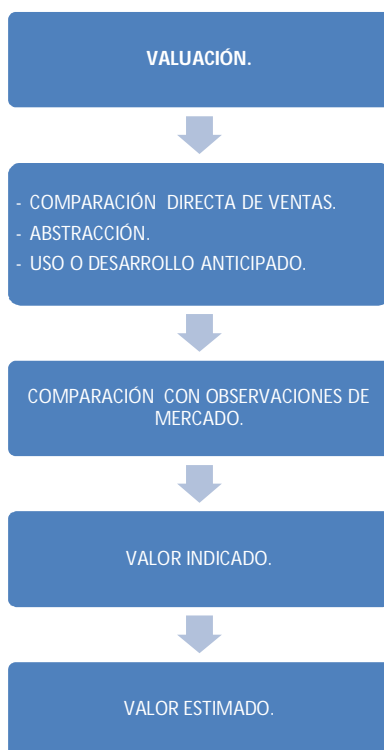 VALUACIÓN.
- COMPARACIÓN DIRECTA DE VENTAS.
- ABSTRACCIÓN.
- USO O DESARROLLO ANTICIPADO.
COMPARACIÓN CON OBSERVACIONES DE
MERCADO.
VALOR INDICADO.
VALOR ESTIMADO.